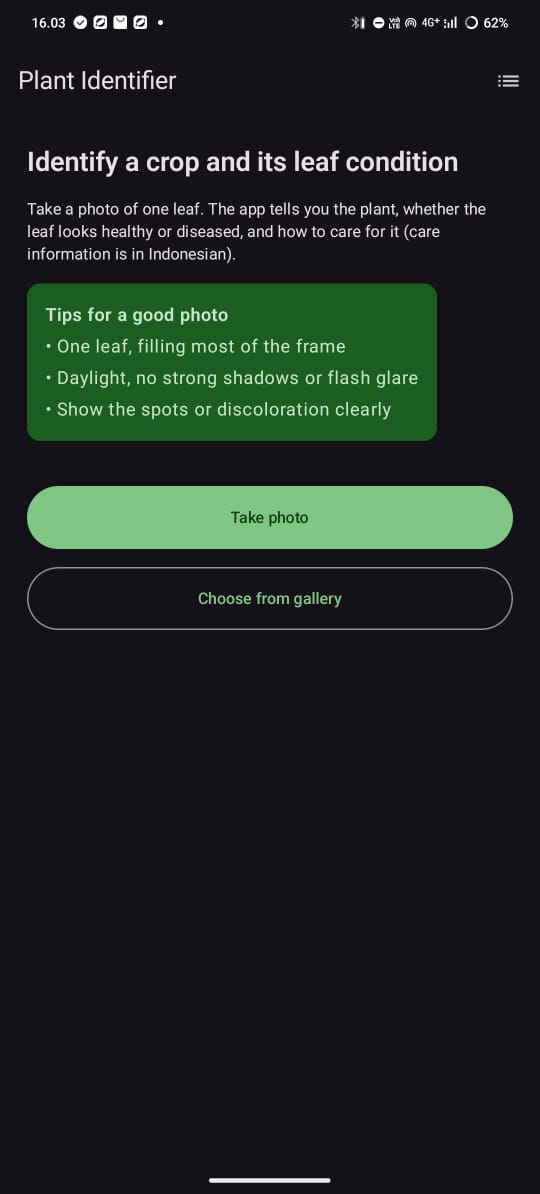 16.03
4G+
62%
Plant Identifier
Identify a crop and its leaf condition
Take a photo of one leaf. The app tells you the plant, whether the
leaf looks healthy or diseased, and how to care for it (care
information is in Indonesian).
Tips for a good photo
• One leaf, filling most of the frame
• Daylight, no strong shadows or flash glare
• Show the spots or discoloration clearly
Take photo
Choose from gallery